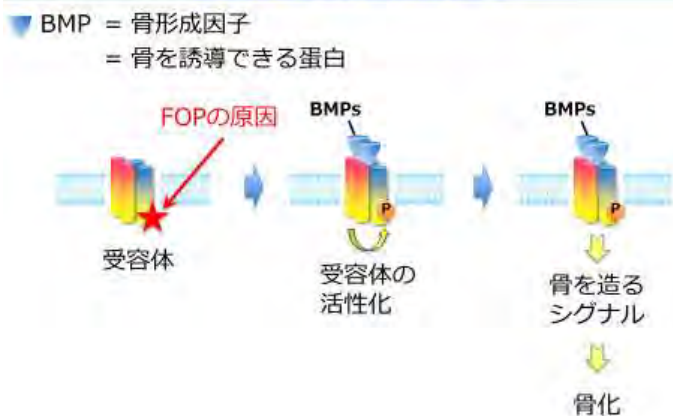 BMP = 骨形成因子
= 骨を誘導できる蛋白
FOPの原因
BMPs
BMPs
P
P
受容体
受容体の
活性化
骨を造る
シグナル
骨化